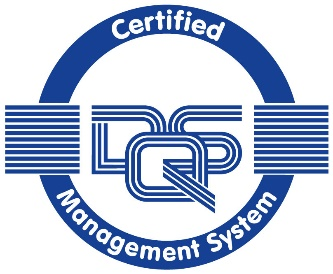 Certified
DQS
Management System